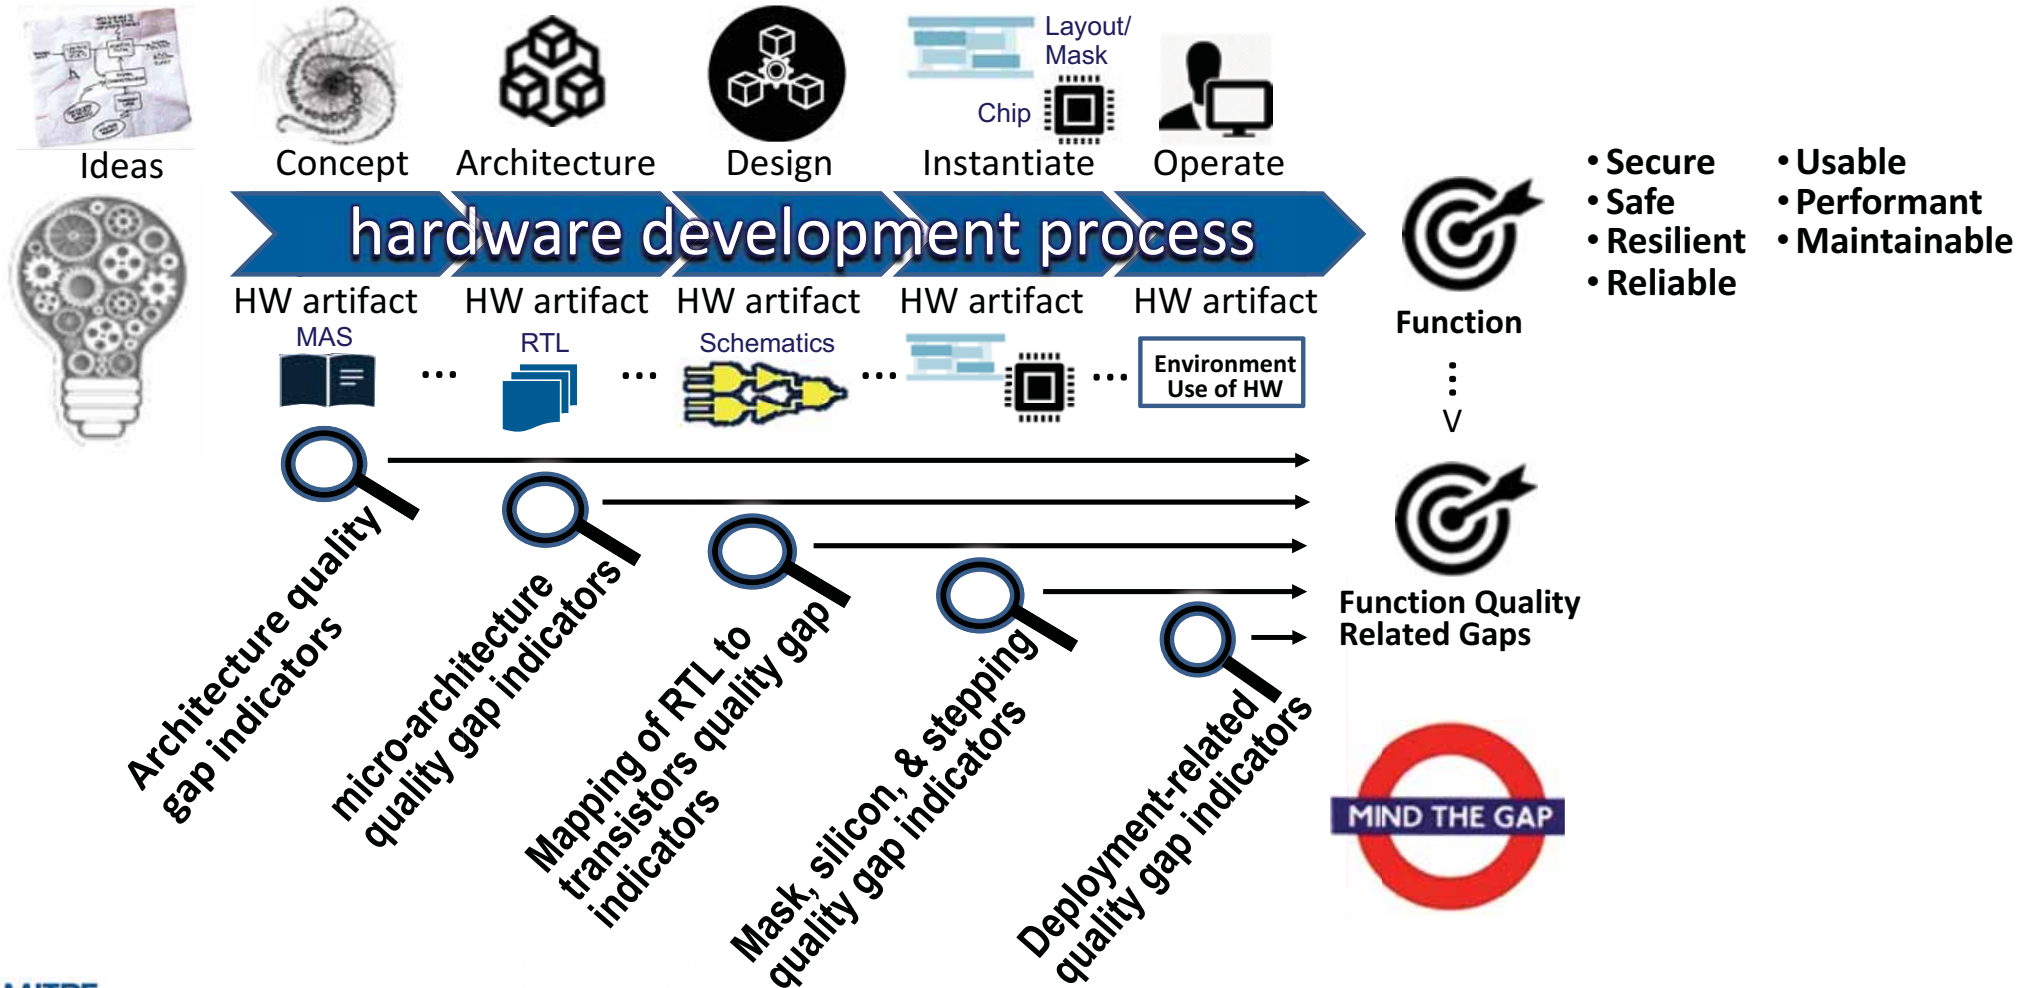 Layout/
Mask
Chip
Ideas
Concept
Architecture
Design
Instantiate
Operate
• Secure
• Safe
• Resilient
• Reliable
• Usable
• Performant
• Maintainable
hardware development process
HW artifact
HW artifact
HW artifact
HW artifact
HW artifact
MAS
RTL
Schematics
Environment
Use of HW
... ... ... ...
Function
V
Function Quality
Related Gaps
Architecture quality
gap indicators
micro-architecture
quality gap indicators
Mapping of RTL to
transistors quality gap
indicators
Mask, silicon, & stepping
quality gap indicators
Deployment-related
quality gap indicators
MIND THE GAP
MITRE